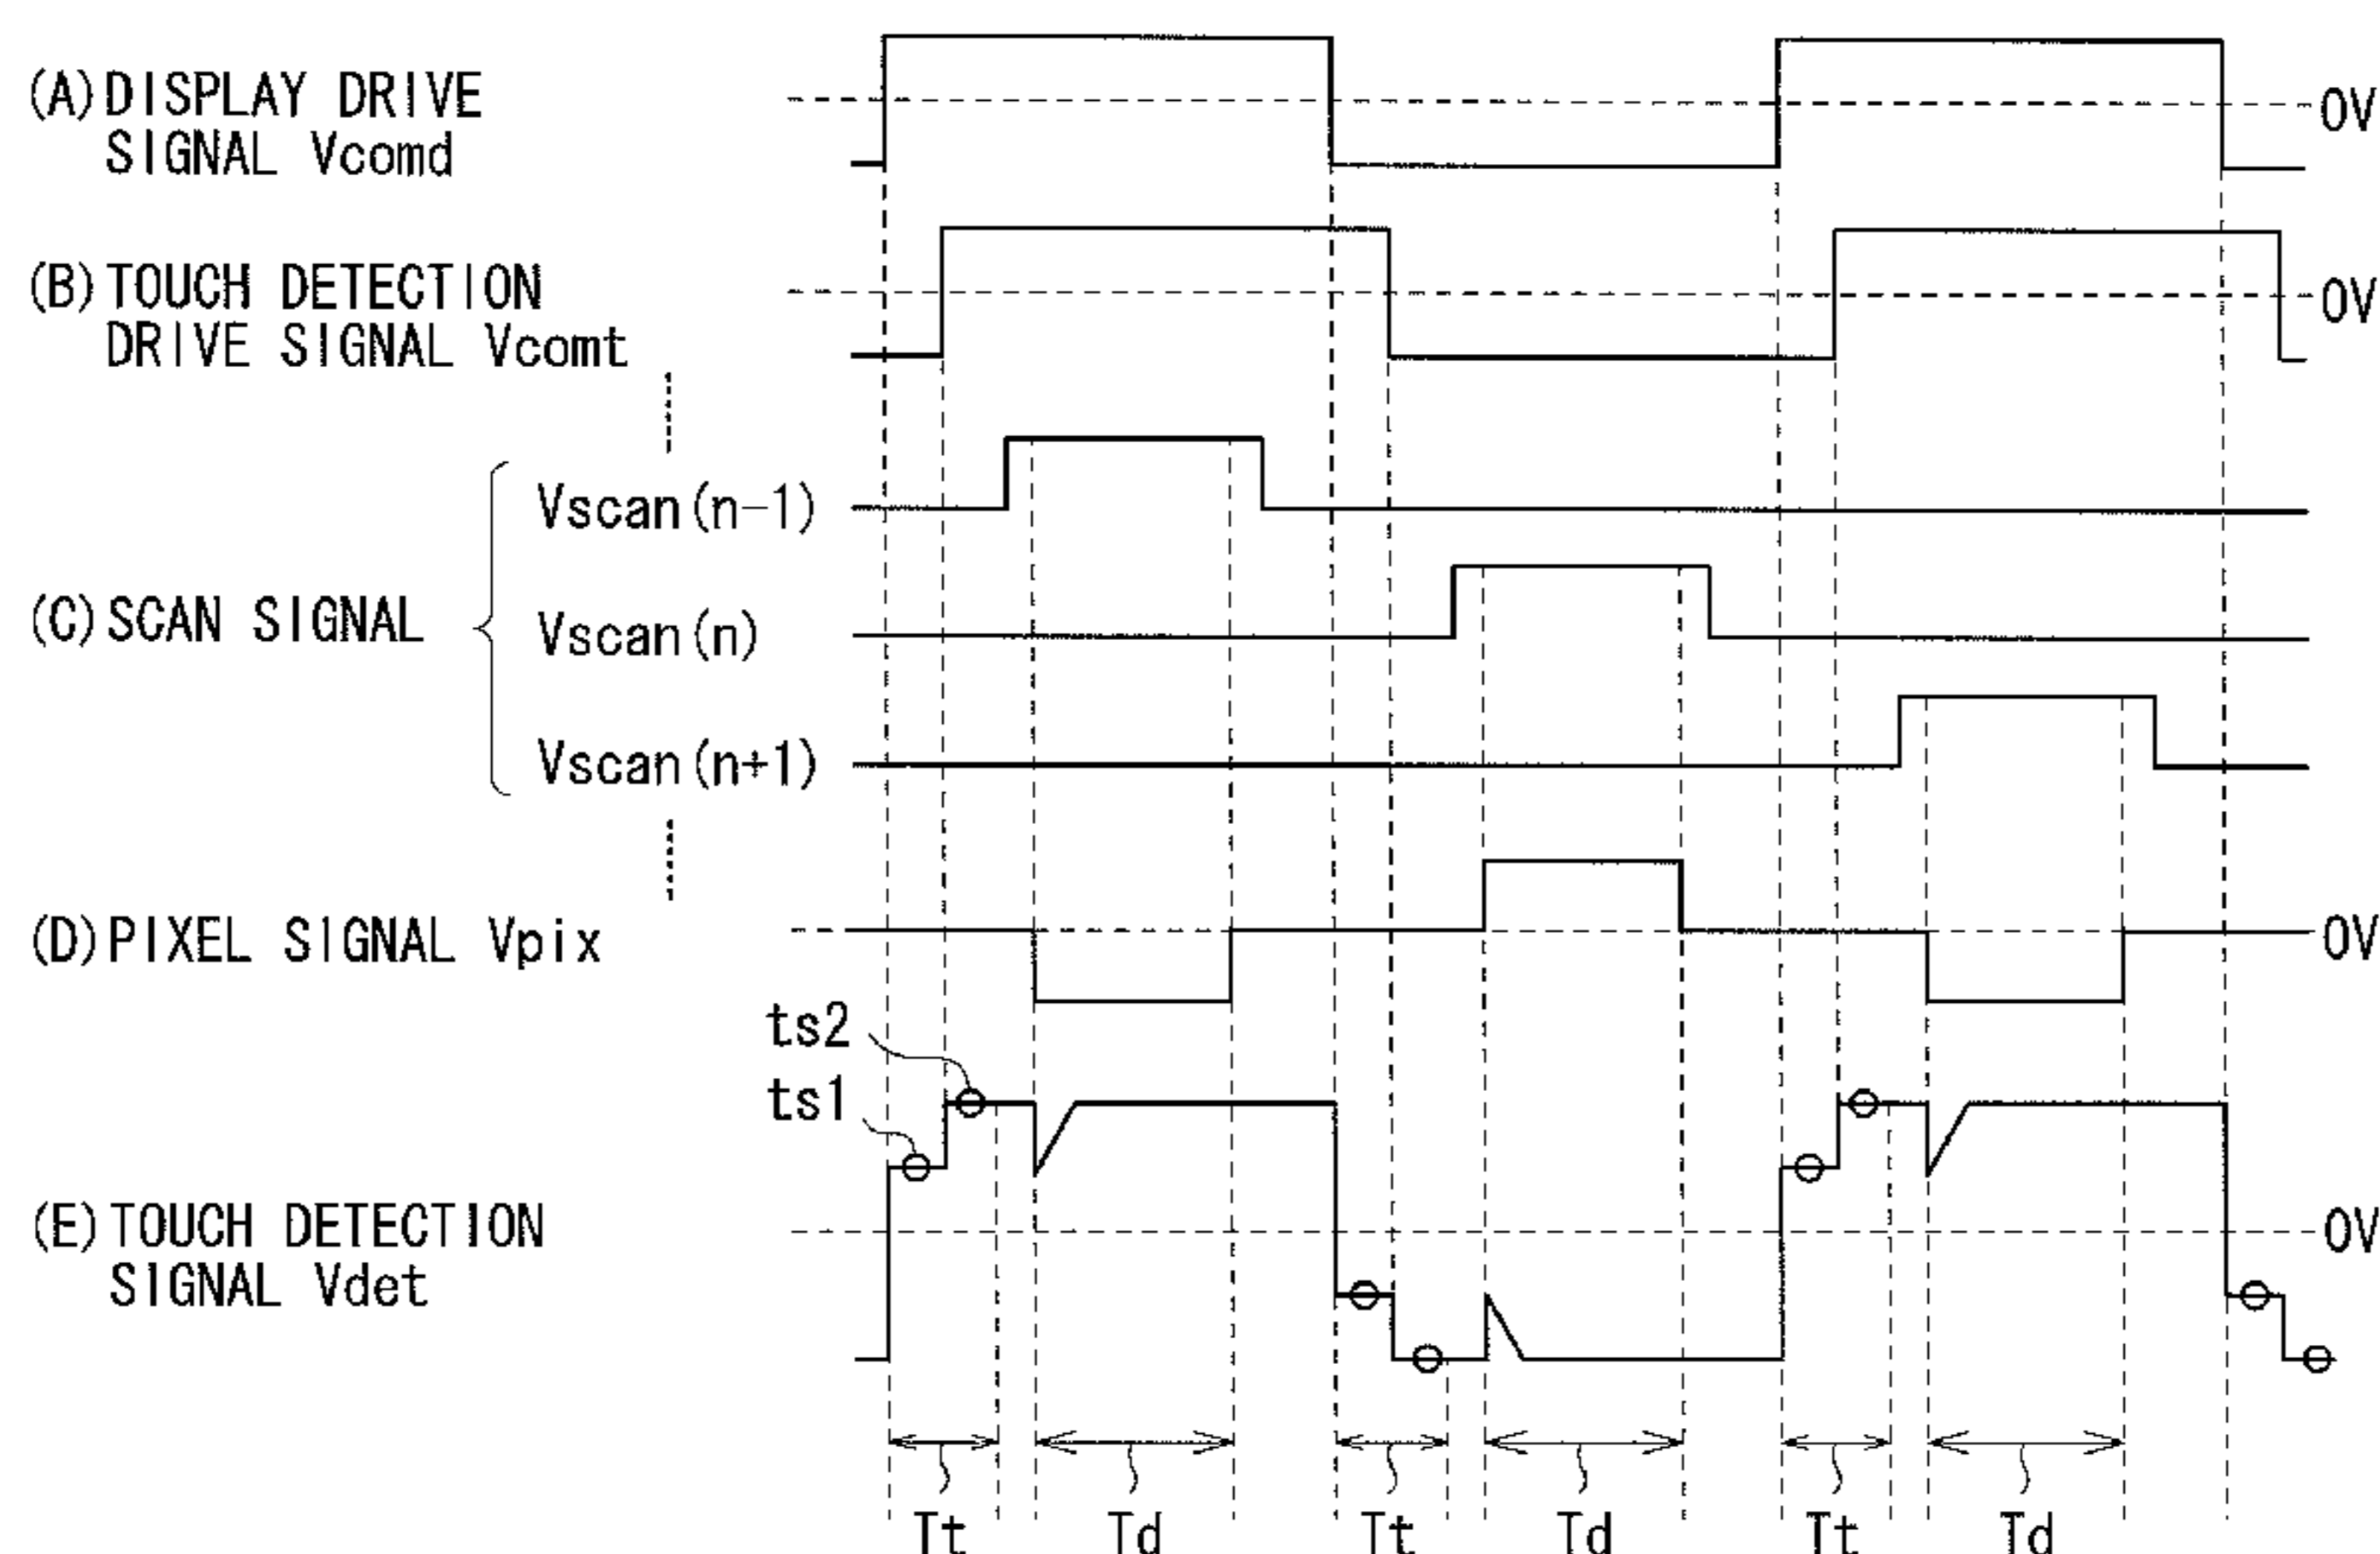 (A) DISPLAY DRIVE
SIGNAL Vcomd
0V
(B) TOUCH DETECTION
DRIVE SIGNAL Vcomt
0V
Vscan(n-1)
(C) SCAN SIGNAL
Vscan(n)
Vscan(n+1)
(D) PIXEL SIGNAL Vpix
0V
ts2
ts1
(E) TOUCH DETECTION
SIGNAL Vdet
0V
Tt Td Tt Td Tt Td